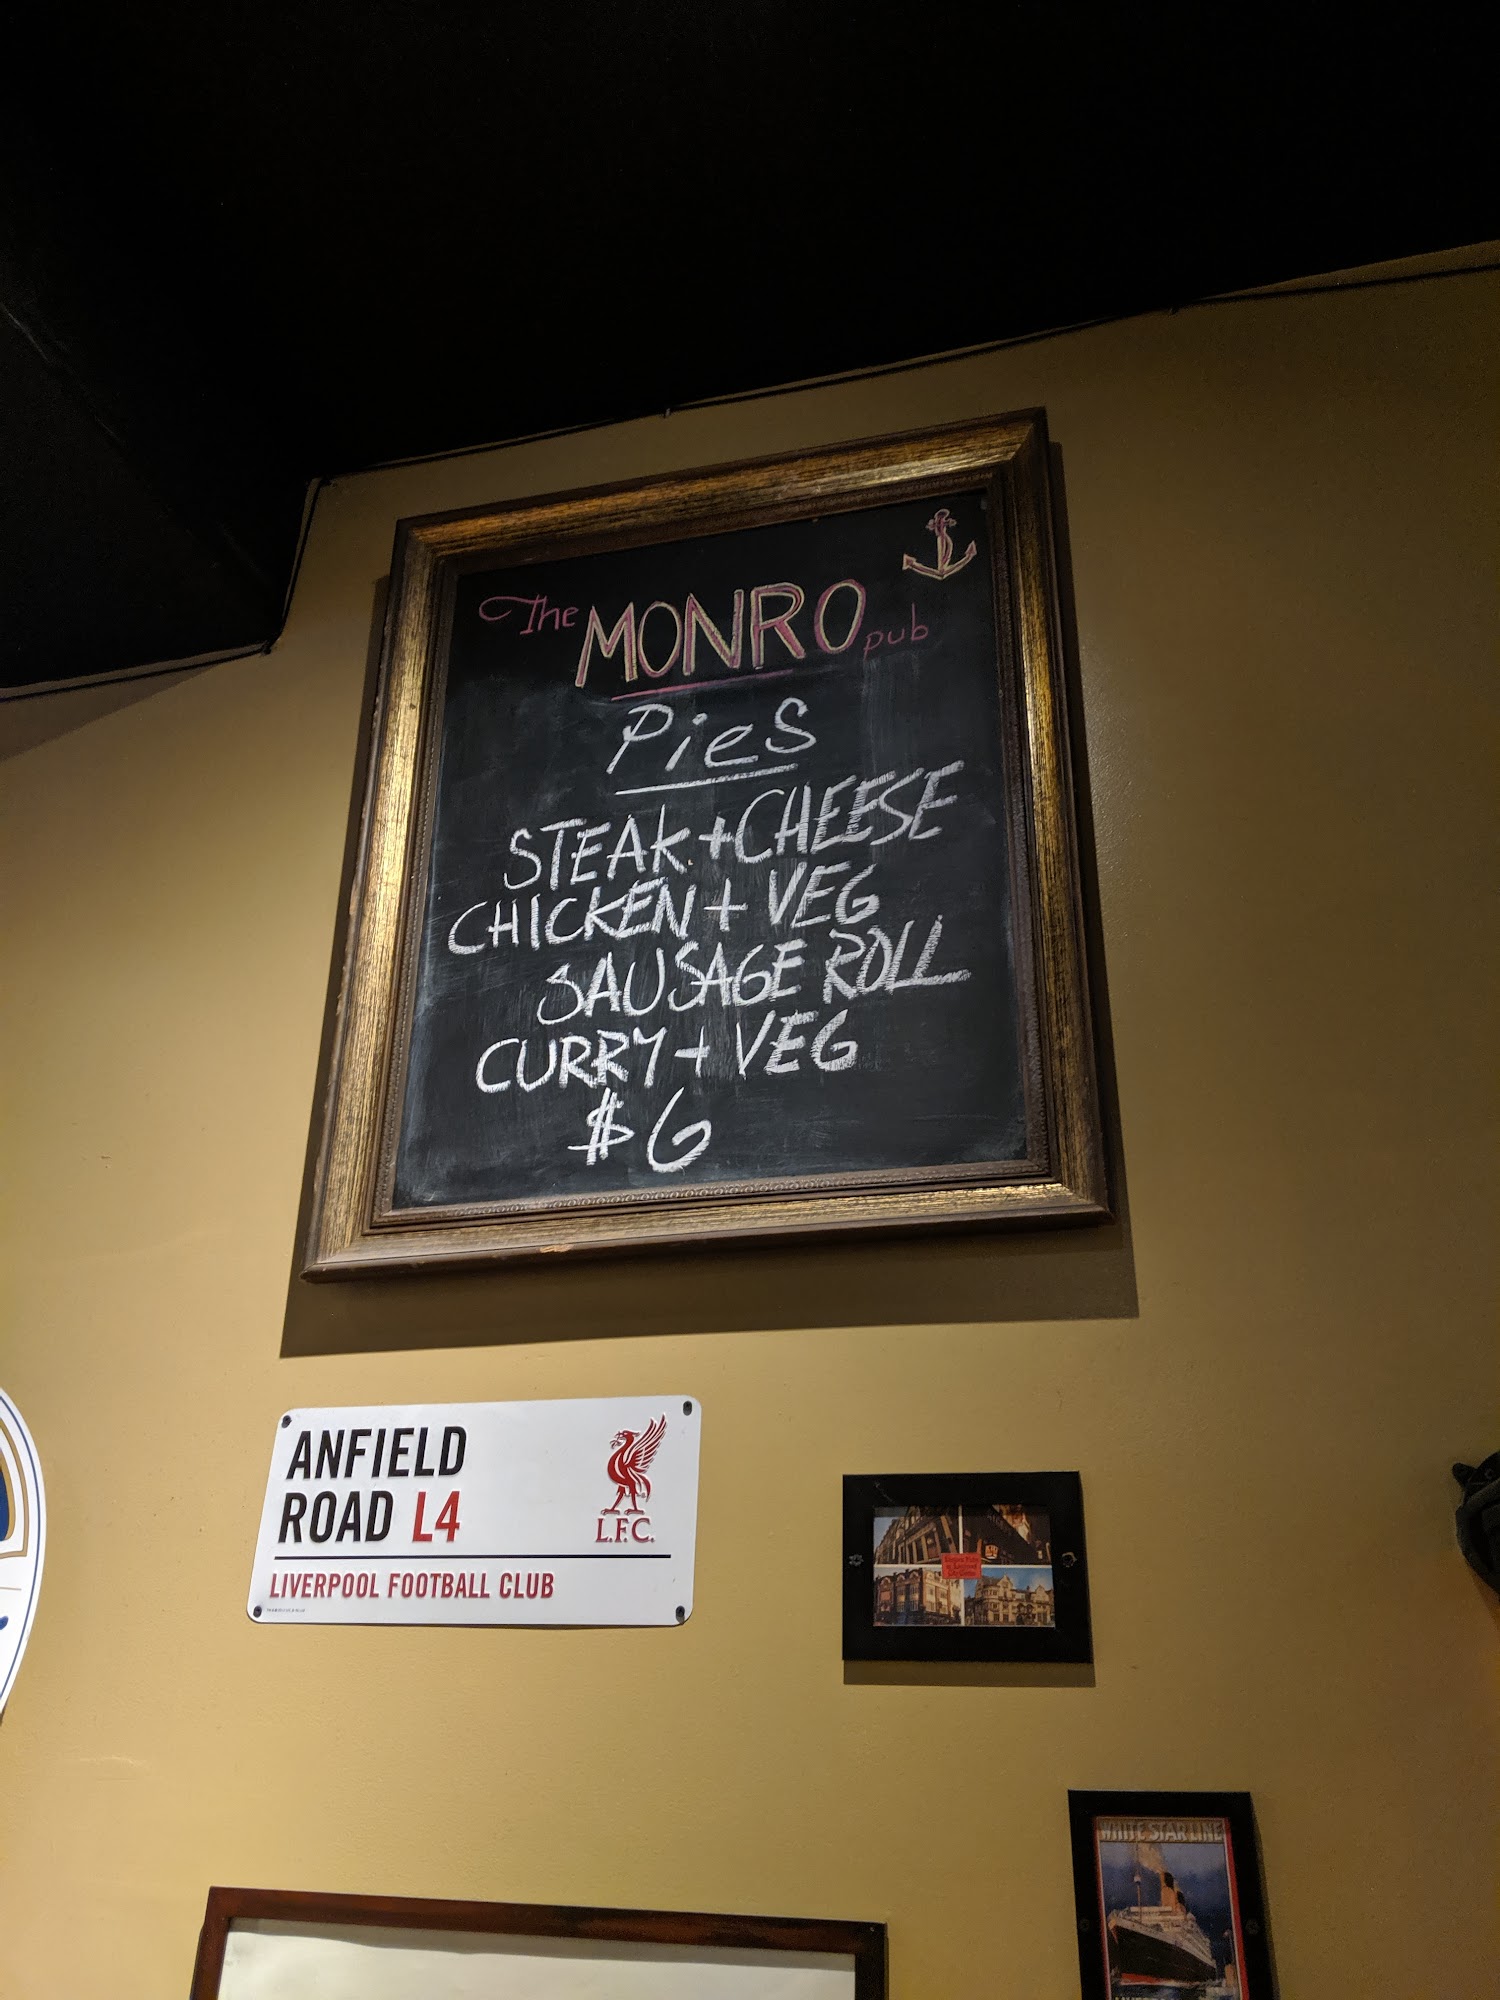 The MONRO pub
Pies
STEAK + CHEESE
CHICKEN + VEG
SAUSAGE ROLL
CURRY + VEG
$6
ANFIELD
ROAD L4
L.F.C.
LIVERPOOL FOOTBALL CLUB
WHITE STAR LINE